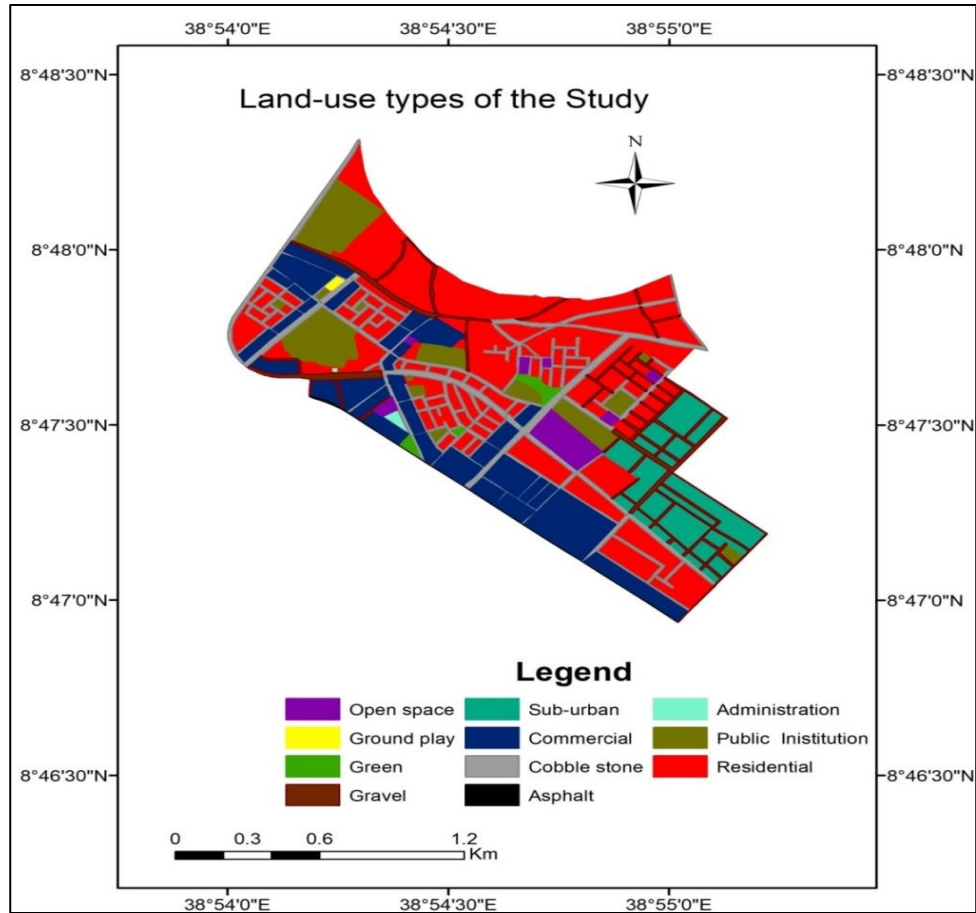 38°54'0"E 38°54'30"E 38°55'0"E
8°48'30"N 8°48'30"N
Land-use types of the Study
N
8°48'0"N 8°48'0"N
8°47'30"N 8°47'30"N
8°47'0"N 8°47'0"N
Legend
Open space Sub-urban Administration
Ground play Commercial Public Inistitution
Green Cobble stone Residential
8°46'30"N 8°46'30"N
Gravel Asphalt
0 0.3 0.6 1.2
Km
38°54'0"E 38°54'30"E 38°55'0"E